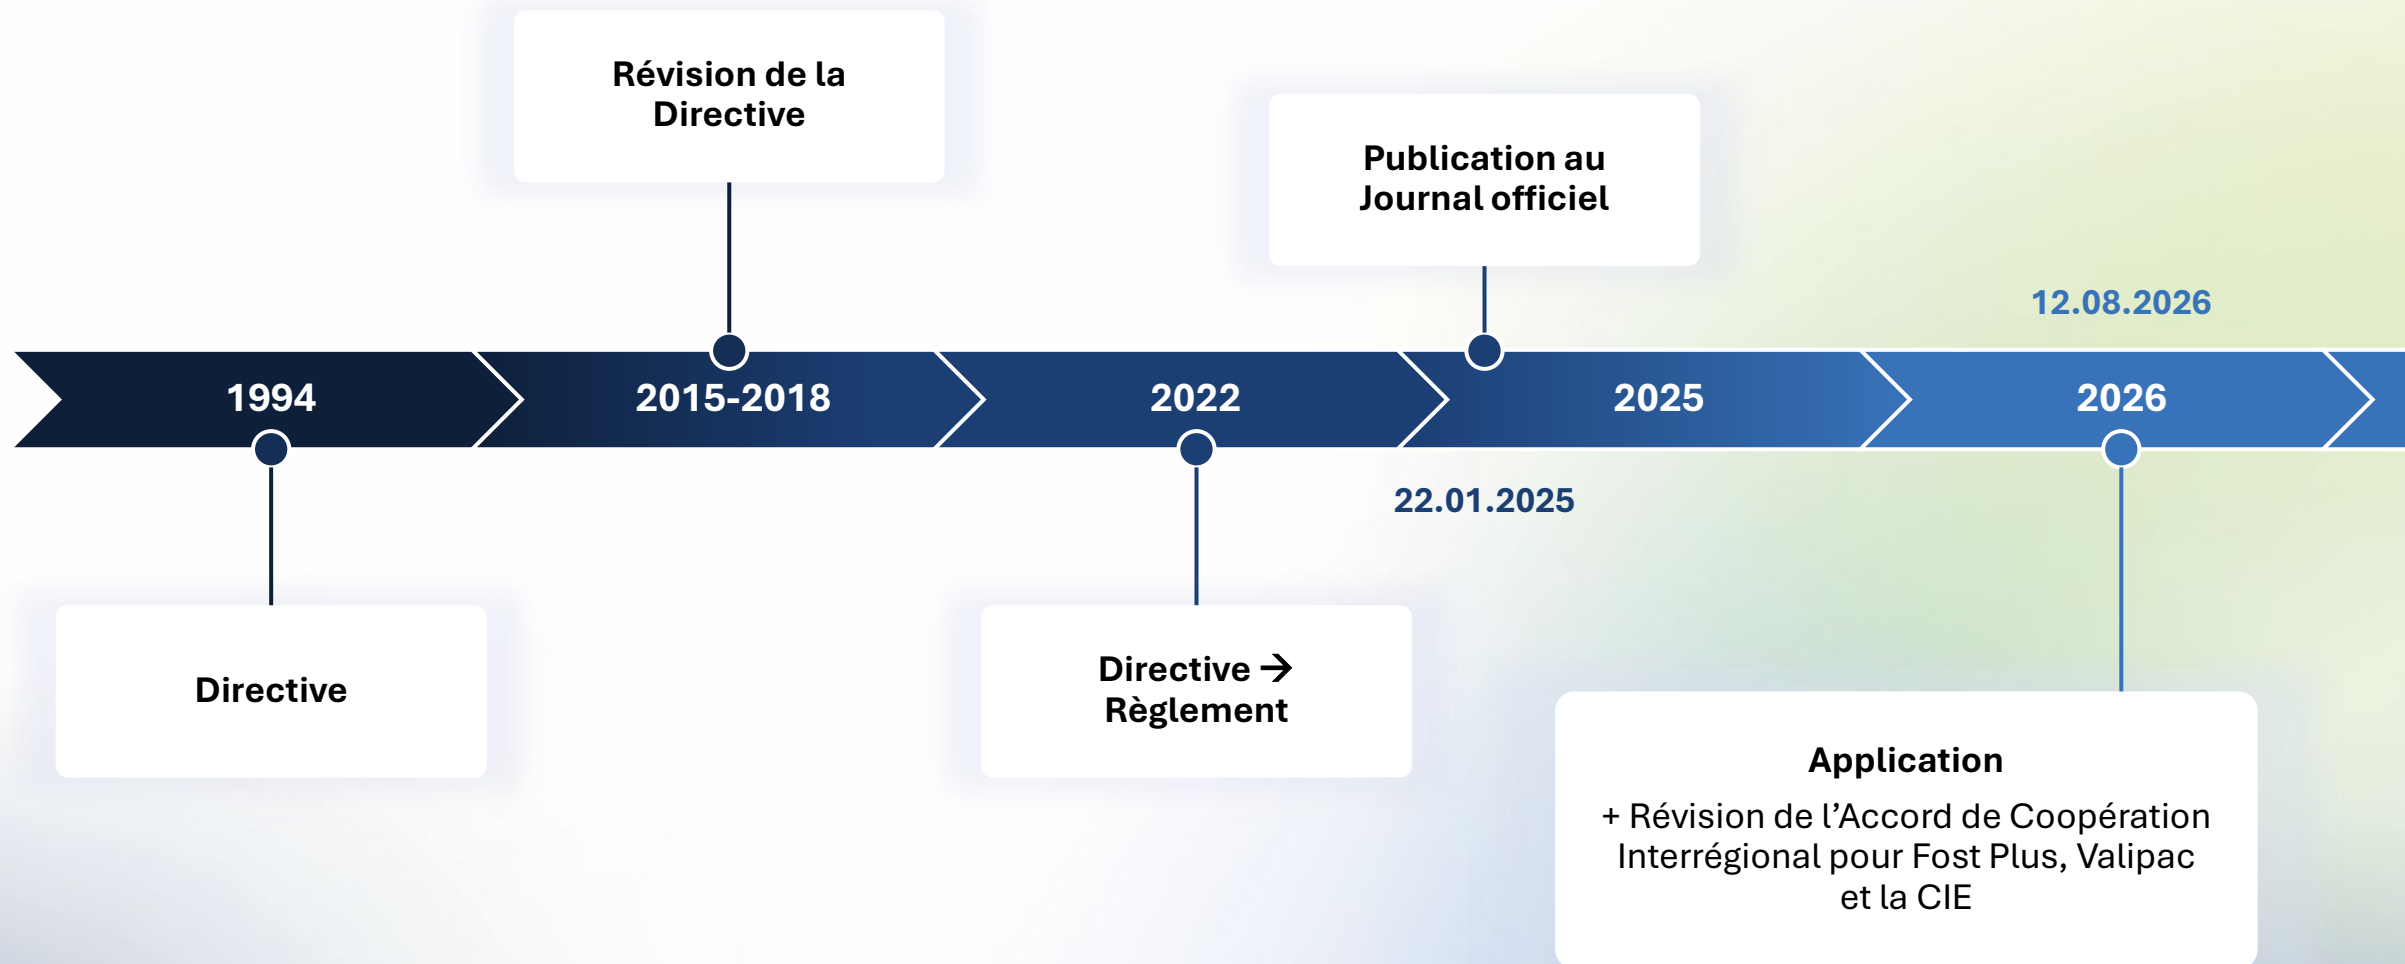 Révision de la
Directive
Publication au
Journal officiel
12.08.2026
1994
2015-2018
2022
2025
2026
22.01.2025
Directive
Directive →
Règlement
Application
+ Révision de l’Accord de Coopération
Interrégional pour Fost Plus, Valipac
et la CIE